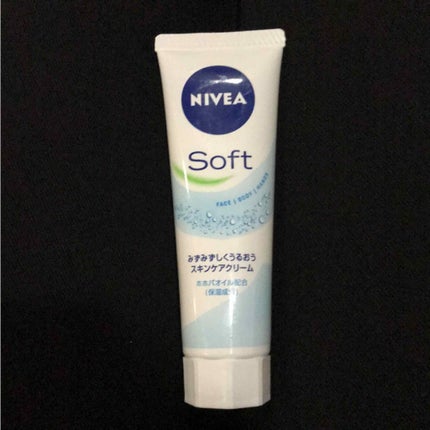 NIVEA
Soft
FACE | BODY | HANDS
みずみずしくうるおう
スキンケアクリーム
ホホバオイル配合
(保湿成分)